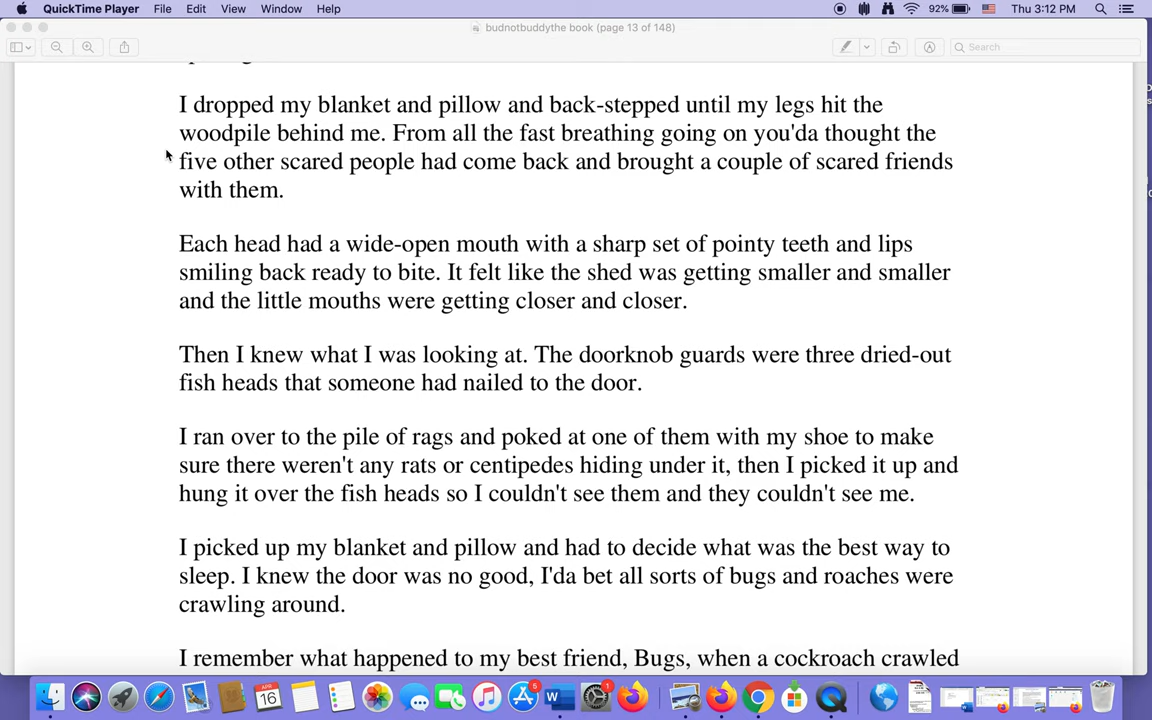 QuickTime Player File Edit View Window Help 92% Thu 3:12 PM
budnotbuddythe book (page 13 of 148)
Search
I dropped my blanket and pillow and back-stepped until my legs hit the
woodpile behind me. From all the fast breathing going on you'da thought the
five other scared people had come back and brought a couple of scared friends
with them.
Each head had a wide-open mouth with a sharp set of pointy teeth and lips
smiling back ready to bite. It felt like the shed was getting smaller and smaller
and the little mouths were getting closer and closer.
Then I knew what I was looking at. The doorknob guards were three dried-out
fish heads that someone had nailed to the door.
I ran over to the pile of rags and poked at one of them with my shoe to make
sure there weren't any rats or centipedes hiding under it, then I picked it up and
hung it over the fish heads so I couldn't see them and they couldn't see me.
I picked up my blanket and pillow and had to decide what was the best way to
sleep. I knew the door was no good, I'da bet all sorts of bugs and roaches were
crawling around.
I remember what happened to my best friend, Bugs, when a cockroach crawled
APR
16
5
1